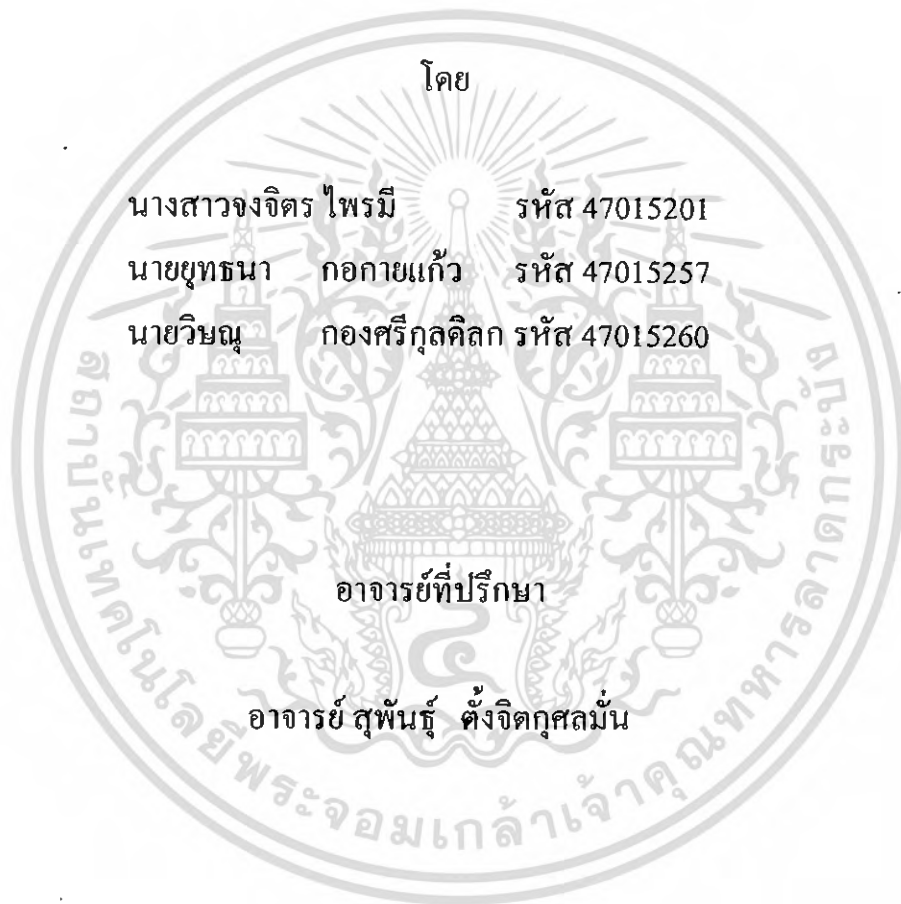 โดย
นางสาวจงจิตร ไพรมี รหัส 47015201
นายยุทธนา กอกายแก้ว รหัส 47015257
นายวิษณุ กองศรีกุลดิลก รหัส 47015260
อาจารย์ที่ปรึกษา
อาจารย์ สุพันธุ์ ตั้งจิตกุศลมั่น
สถาบันเทคโนโลยีพระจอมเกล้าเจ้าคุณทหารลาดกระบัง